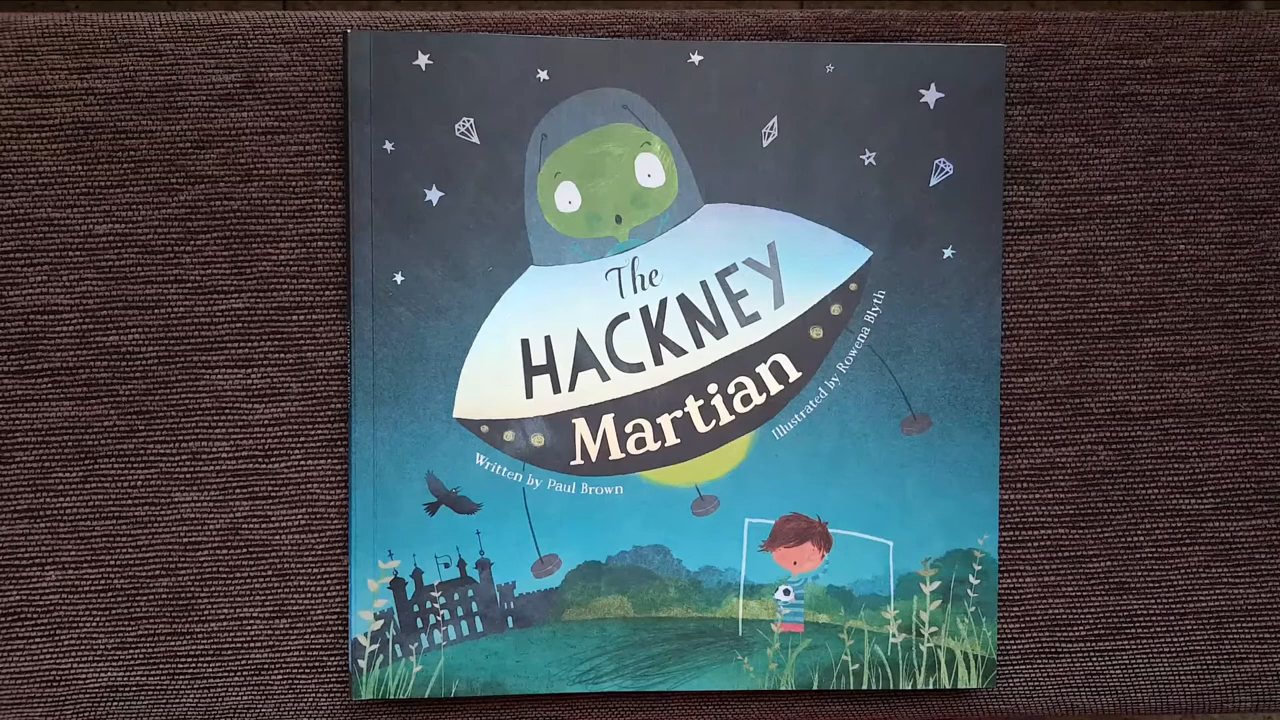 The
HACKNEY
Martian
Written by Paul Brown
Illustrated by Rowena Blyth